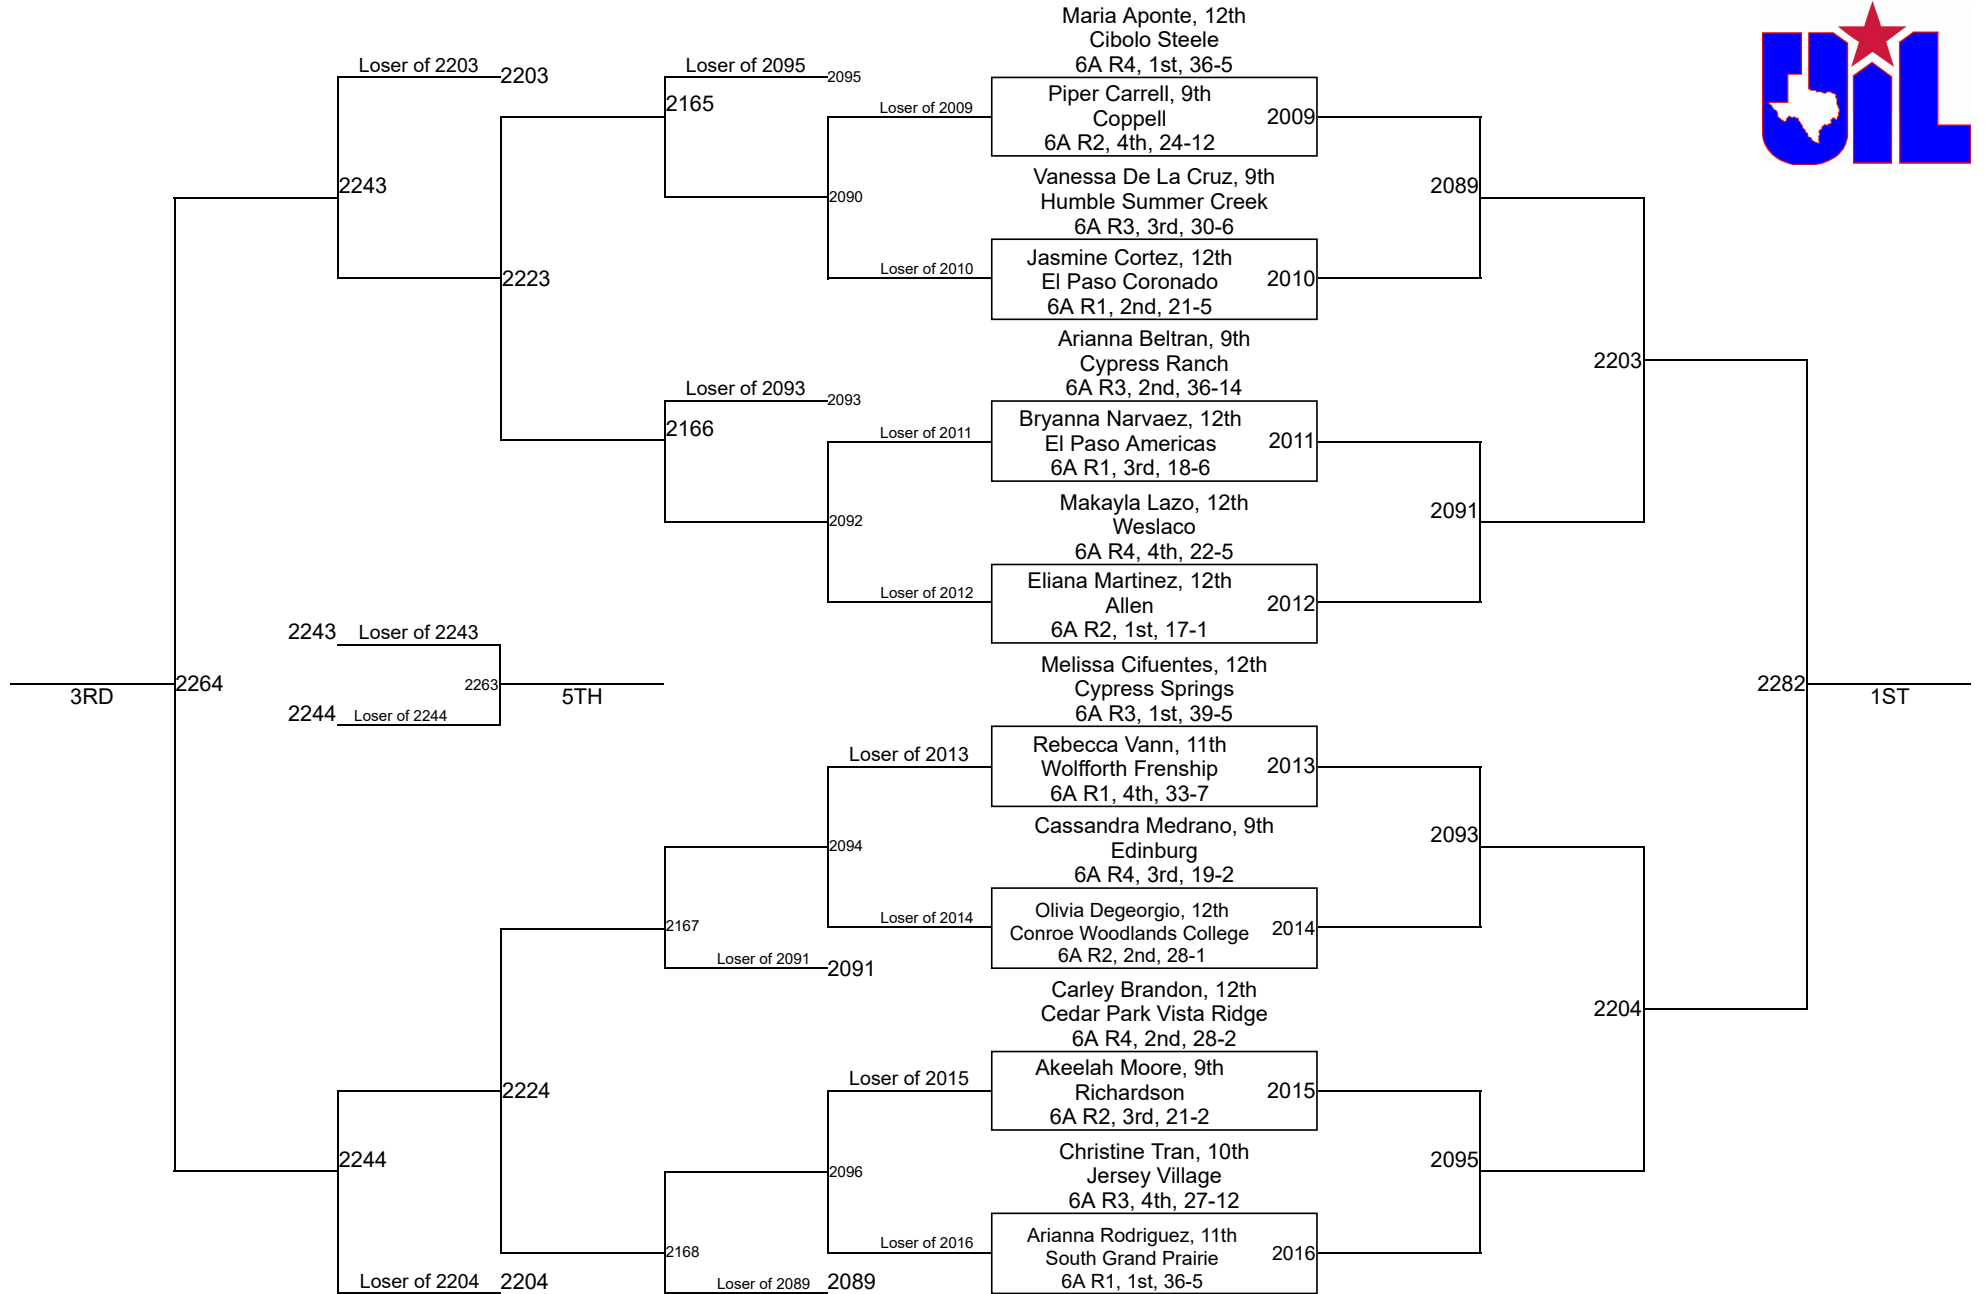 Maria Aponte, 12th
Cibolo Steele
6A R4, 1st, 36-5
UIL
Loser of 2203 2203
Loser of 2095 2095
2165
Loser of 2009
Piper Carrell, 9th
Coppell
6A R2, 4th, 24-12
2009
Vanessa De La Cruz, 9th
Humble Summer Creek
6A R3, 3rd, 30-6
2243
2090
2089
Loser of 2010
Jasmine Cortez, 12th
El Paso Coronado
6A R1, 2nd, 21-5
2010
2223
Arianna Beltran, 9th
Cypress Ranch
6A R3, 2nd, 36-14
2203
Loser of 2093 2093
2166
Loser of 2011
Bryanna Narvaez, 12th
El Paso Americas
6A R1, 3rd, 18-6
2011
Makayla Lazo, 12th
Weslaco
6A R4, 4th, 22-5
2092
2091
Loser of 2012
Eliana Martinez, 12th
Allen
6A R2, 1st, 17-1
2012
2243 Loser of 2243
3RD
2264
2263
5TH
2244 Loser of 2244
Melissa Cifuentes, 12th
Cypress Springs
6A R3, 1st, 39-5
2282
1ST
Loser of 2013
Rebecca Vann, 11th
Wolfforth Frenship
6A R1, 4th, 33-7
2013
Cassandra Medrano, 9th
Edinburg
6A R4, 3rd, 19-2
2094
2093
Loser of 2014
Olivia Degeorgio, 12th
Conroe Woodlands College
6A R2, 2nd, 28-1
2014
2167
Loser of 2091 2091
Carley Brandon, 12th
Cedar Park Vista Ridge
6A R4, 2nd, 28-2
2204
2224
Loser of 2015
Akeelah Moore, 9th
Richardson
6A R2, 3rd, 21-2
2015
Christine Tran, 10th
Jersey Village
6A R3, 4th, 27-12
2244
2096
2095
Loser of 2016
Arianna Rodriguez, 11th
South Grand Prairie
6A R1, 1st, 36-5
2016
2168
Loser of 2204 2204
Loser of 2089 2089